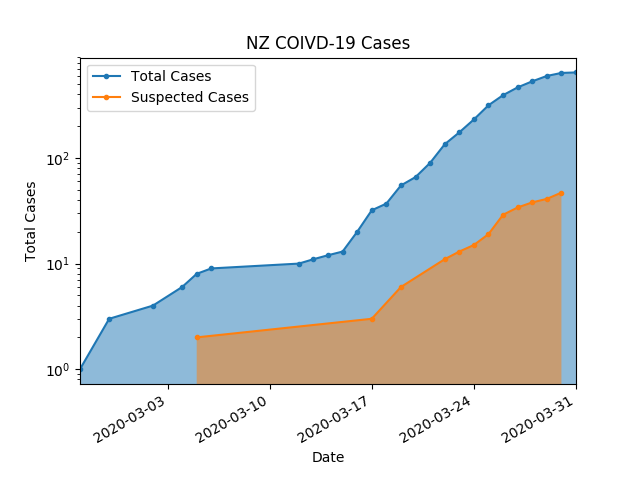 NZ COIVD-19 Cases
Total Cases
Suspected Cases
Total Cases
10²
10¹
10⁰
2020-03-03
2020-03-10
2020-03-17
2020-03-24
2020-03-31
Date